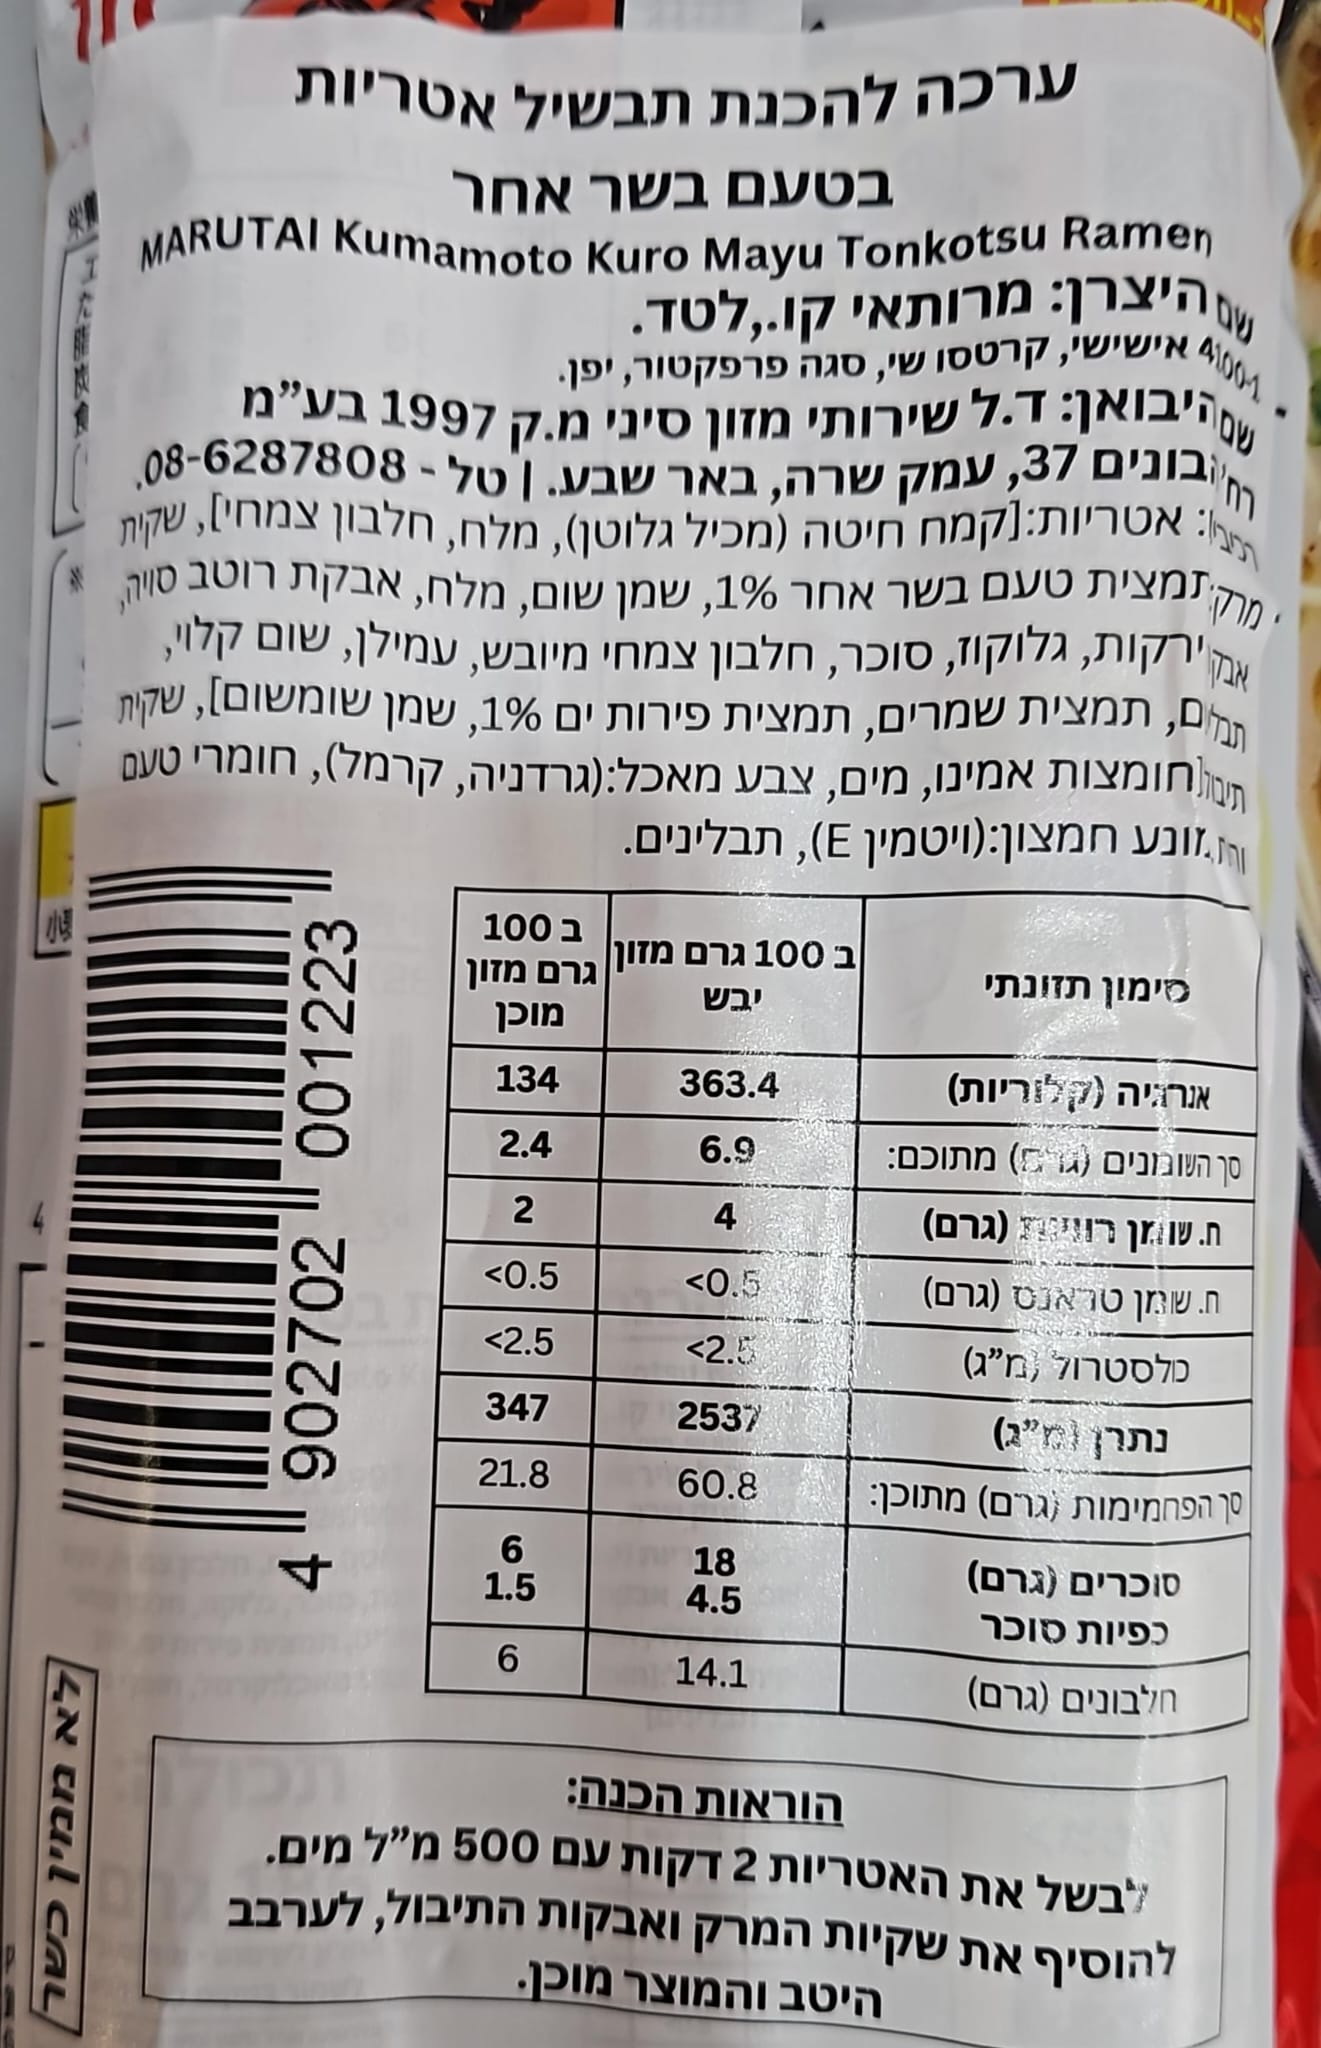 ערכה להכנת תבשיל אטריות
בטעם בשר אחר
MARUTAI Kumamoto Kuro Mayu Tonkotsu Ramen
שם היצרן: מרותאי קו.,לטד.
4100-1 אישישי, קרטסו שי, סגה פרפקטור, יפן.
שם היבואן: ד.ל שירותי מזון סיני מ.ק 1997 בע"מ
רח' הבונים 37, עמק שרה, באר שבע. | טל - 08-6287808.
אטריות:[קמח חיטה (מכיל גלוטן), מלח, חלבון צמחי], שקית
מרק: תמצית טעם בשר אחר 1%, שמן שום, מלח, אבקת רוטב סויה,
אבקת ירקות, גלוקוז, סוכר, חלבון צמחי מיובש, עמילן, שום קלוי,
תבלינים, תמצית שמרים, תמצית פירות ים 1%, שמן שומשום], שקית
חומצות אמינו, מים, צבע מאכל:(גרדניה, קרמל), חומרי טעם
מונע חמצון:(ויטמין E), תבלינים.
סימון תזונתי ב 100 גרם מזון יבש ב 100 גרם מזון מוכן
אנרגיה (קלוריות) 363.4 134
סך השומנים (גרם) מתוכם: 6.9 2.4
ח. שומן רוויות (גרם) 4 2
ח. שומן טראנס (גרם) <0.5 <0.5
כלסטרול (מ"ג) <2.5 <2.5
נתרן (מ"ג) 2537 347
סך הפחמימות (גרם) מתוכן: 60.8 21.8
סוכרים (גרם) 18 6
כפיות סוכר 4.5 1.5
חלבונים (גרם) 14.1 6
4 902702 001223
לא ממין כשר
הוראות הכנה:
לבשל את האטריות 2 דקות עם 500 מ"ל מים.
להוסיף את שקיות המרק ואבקות התיבול, לערבב
היטב והמוצר מוכן.